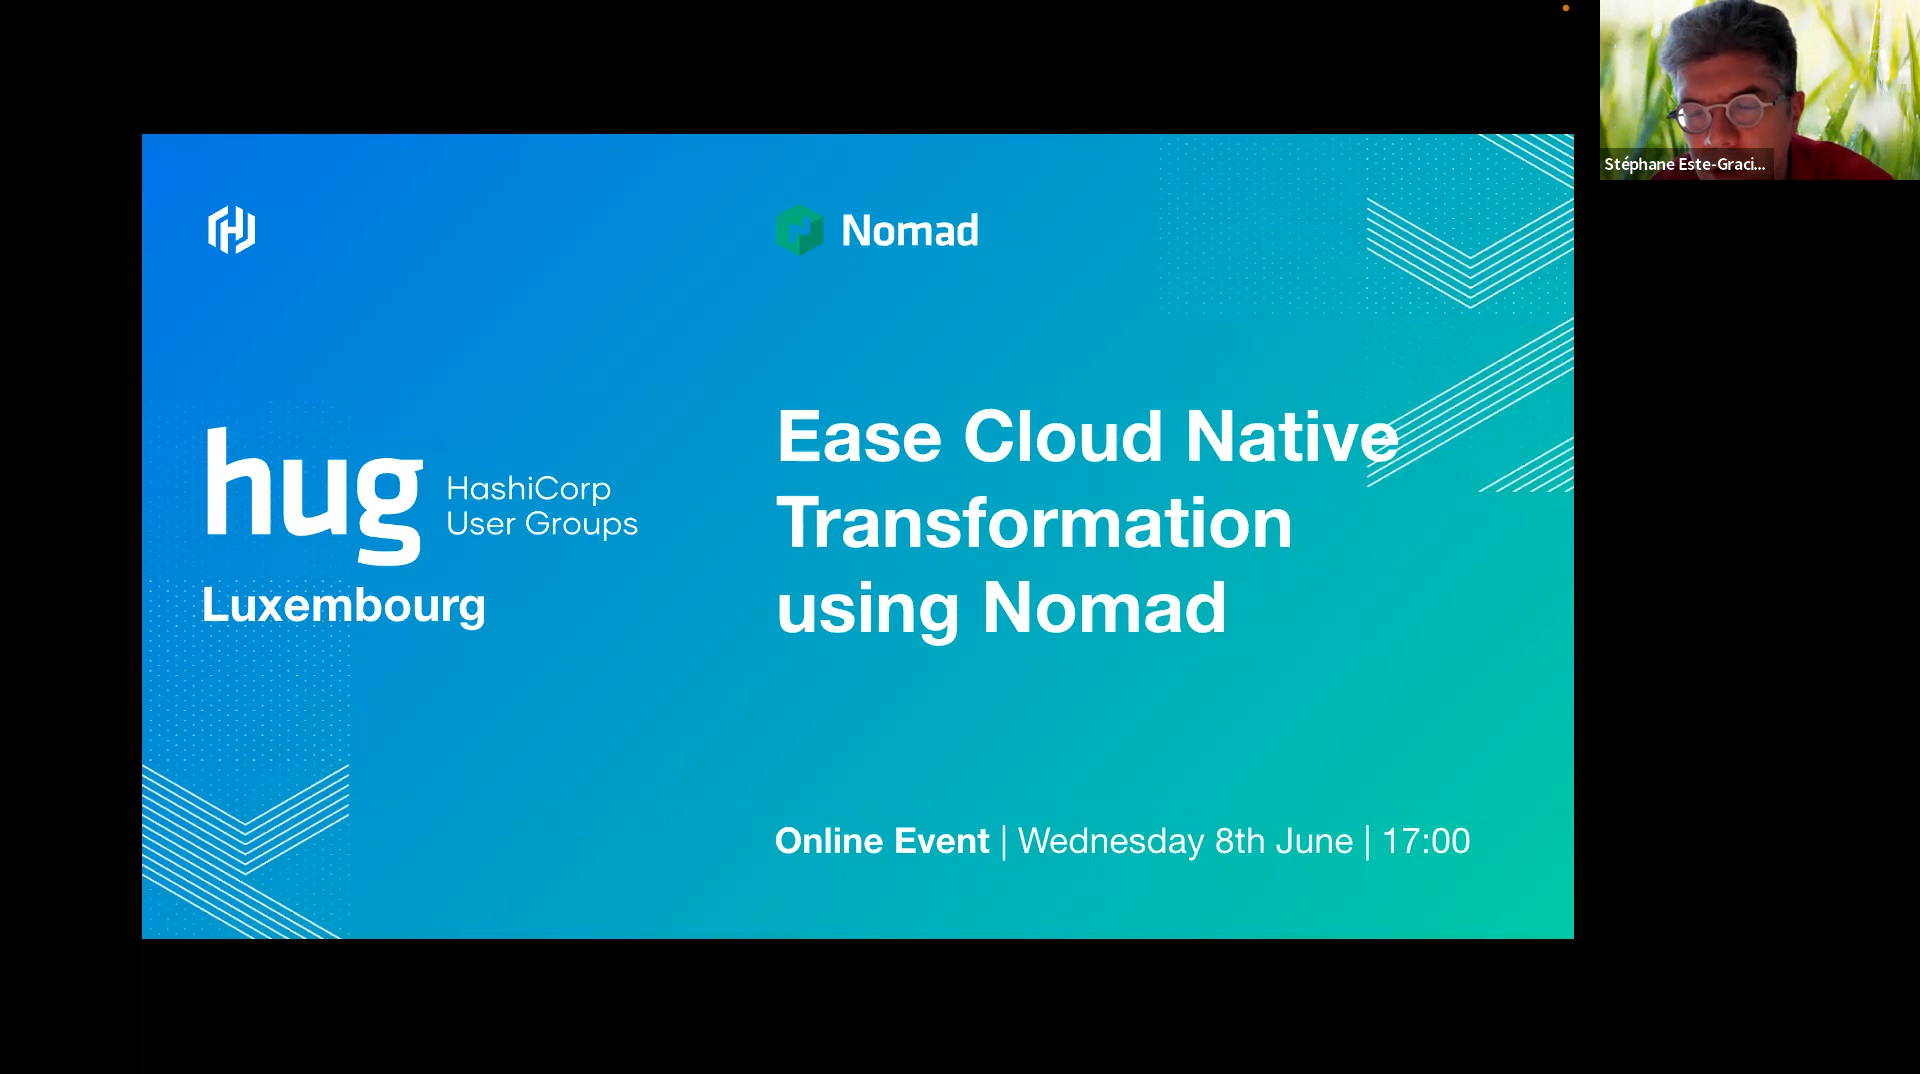 Stéphane Este-Graci...
Nomad
hug
HashiCorp
User Groups
Luxembourg
Ease Cloud Native
Transformation
using Nomad
Online Event | Wednesday 8th June | 17:00